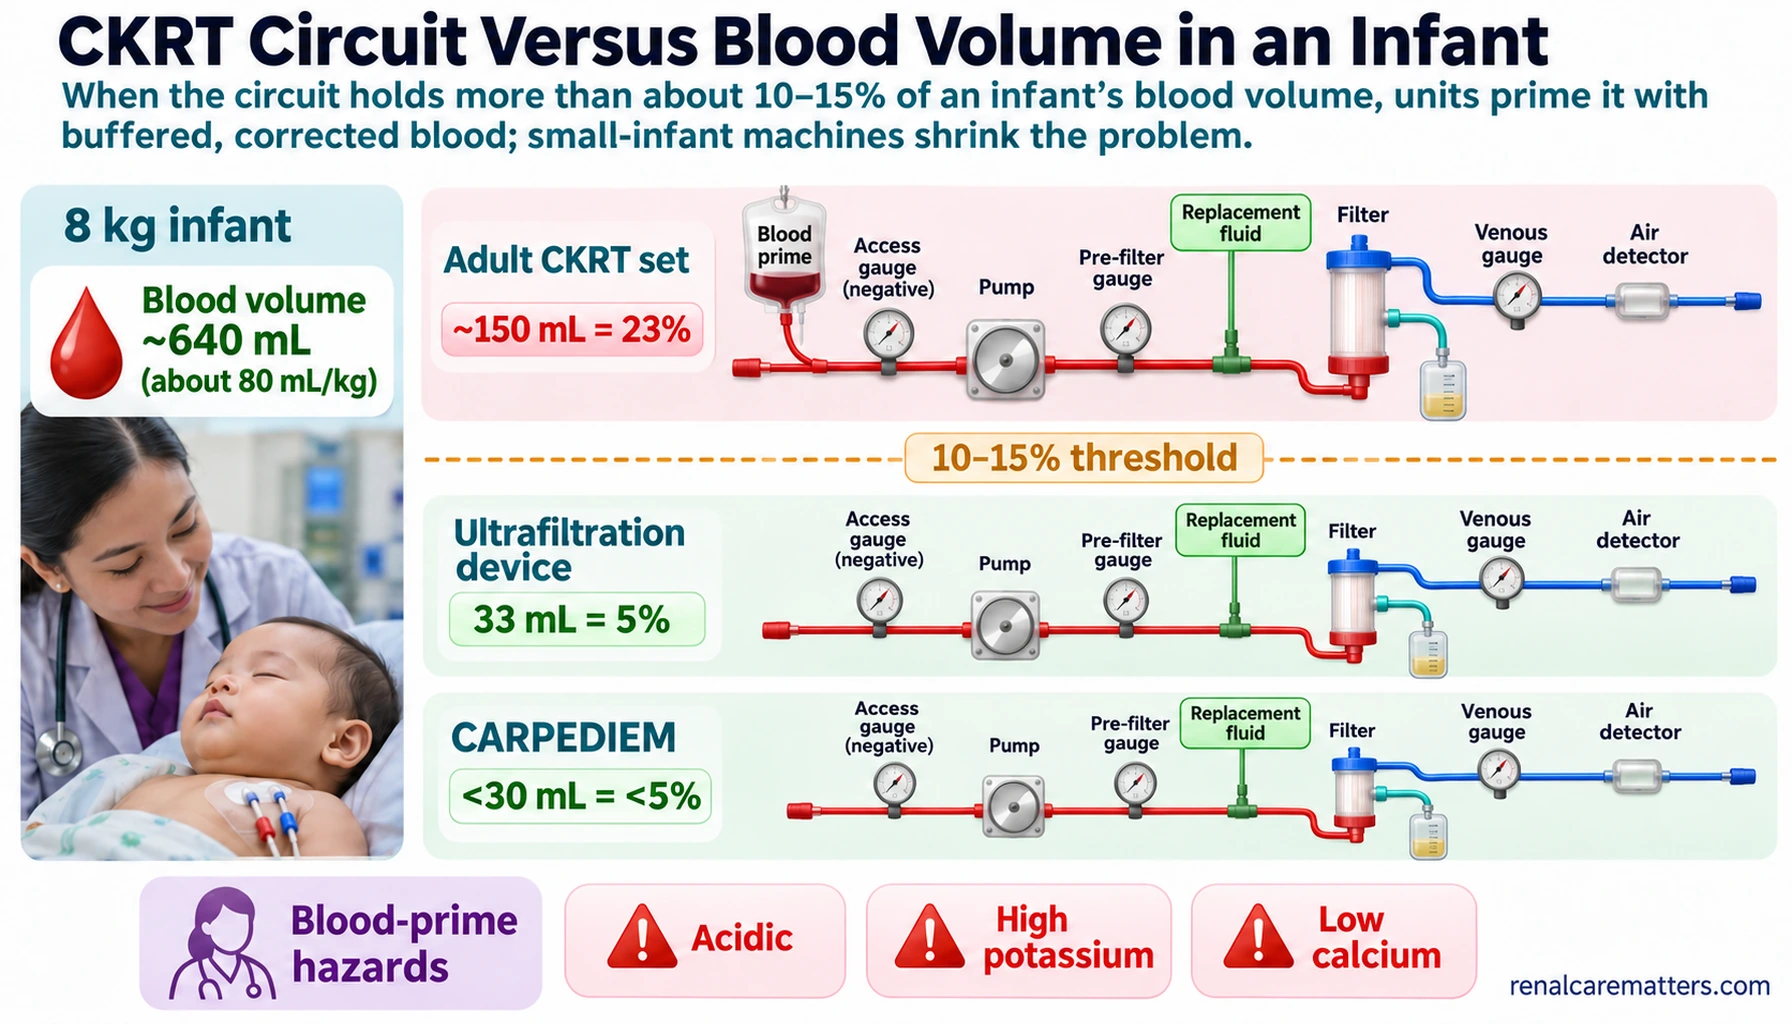 CKRT Circuit Versus Blood Volume in an Infant
When the circuit holds more than about 10–15% of an infant's blood volume, units prime it with
buffered, corrected blood; small-infant machines shrink the problem.
8 kg infant
Blood volume
~640 mL
(about 80 mL/kg)
Adult CKRT set
~150 mL = 23%
Blood
prime
Access
gauge
(negative)
Pump
Pre-filter
gauge
Replacement
fluid
Filter
Venous
gauge
Air
detector
10–15% threshold
Ultrafiltration
device
33 mL = 5%
Access
gauge
(negative)
Pump
Pre-filter
gauge
Replacement
fluid
Filter
Venous
gauge
Air
detector
CARPEDIEM
<30 mL = <5%
Access
gauge
(negative)
Pump
Pre-filter
gauge
Replacement
fluid
Filter
Venous
gauge
Air
detector
Blood-prime
hazards
Acidic
High
potassium
Low
calcium
renalcarematters.com